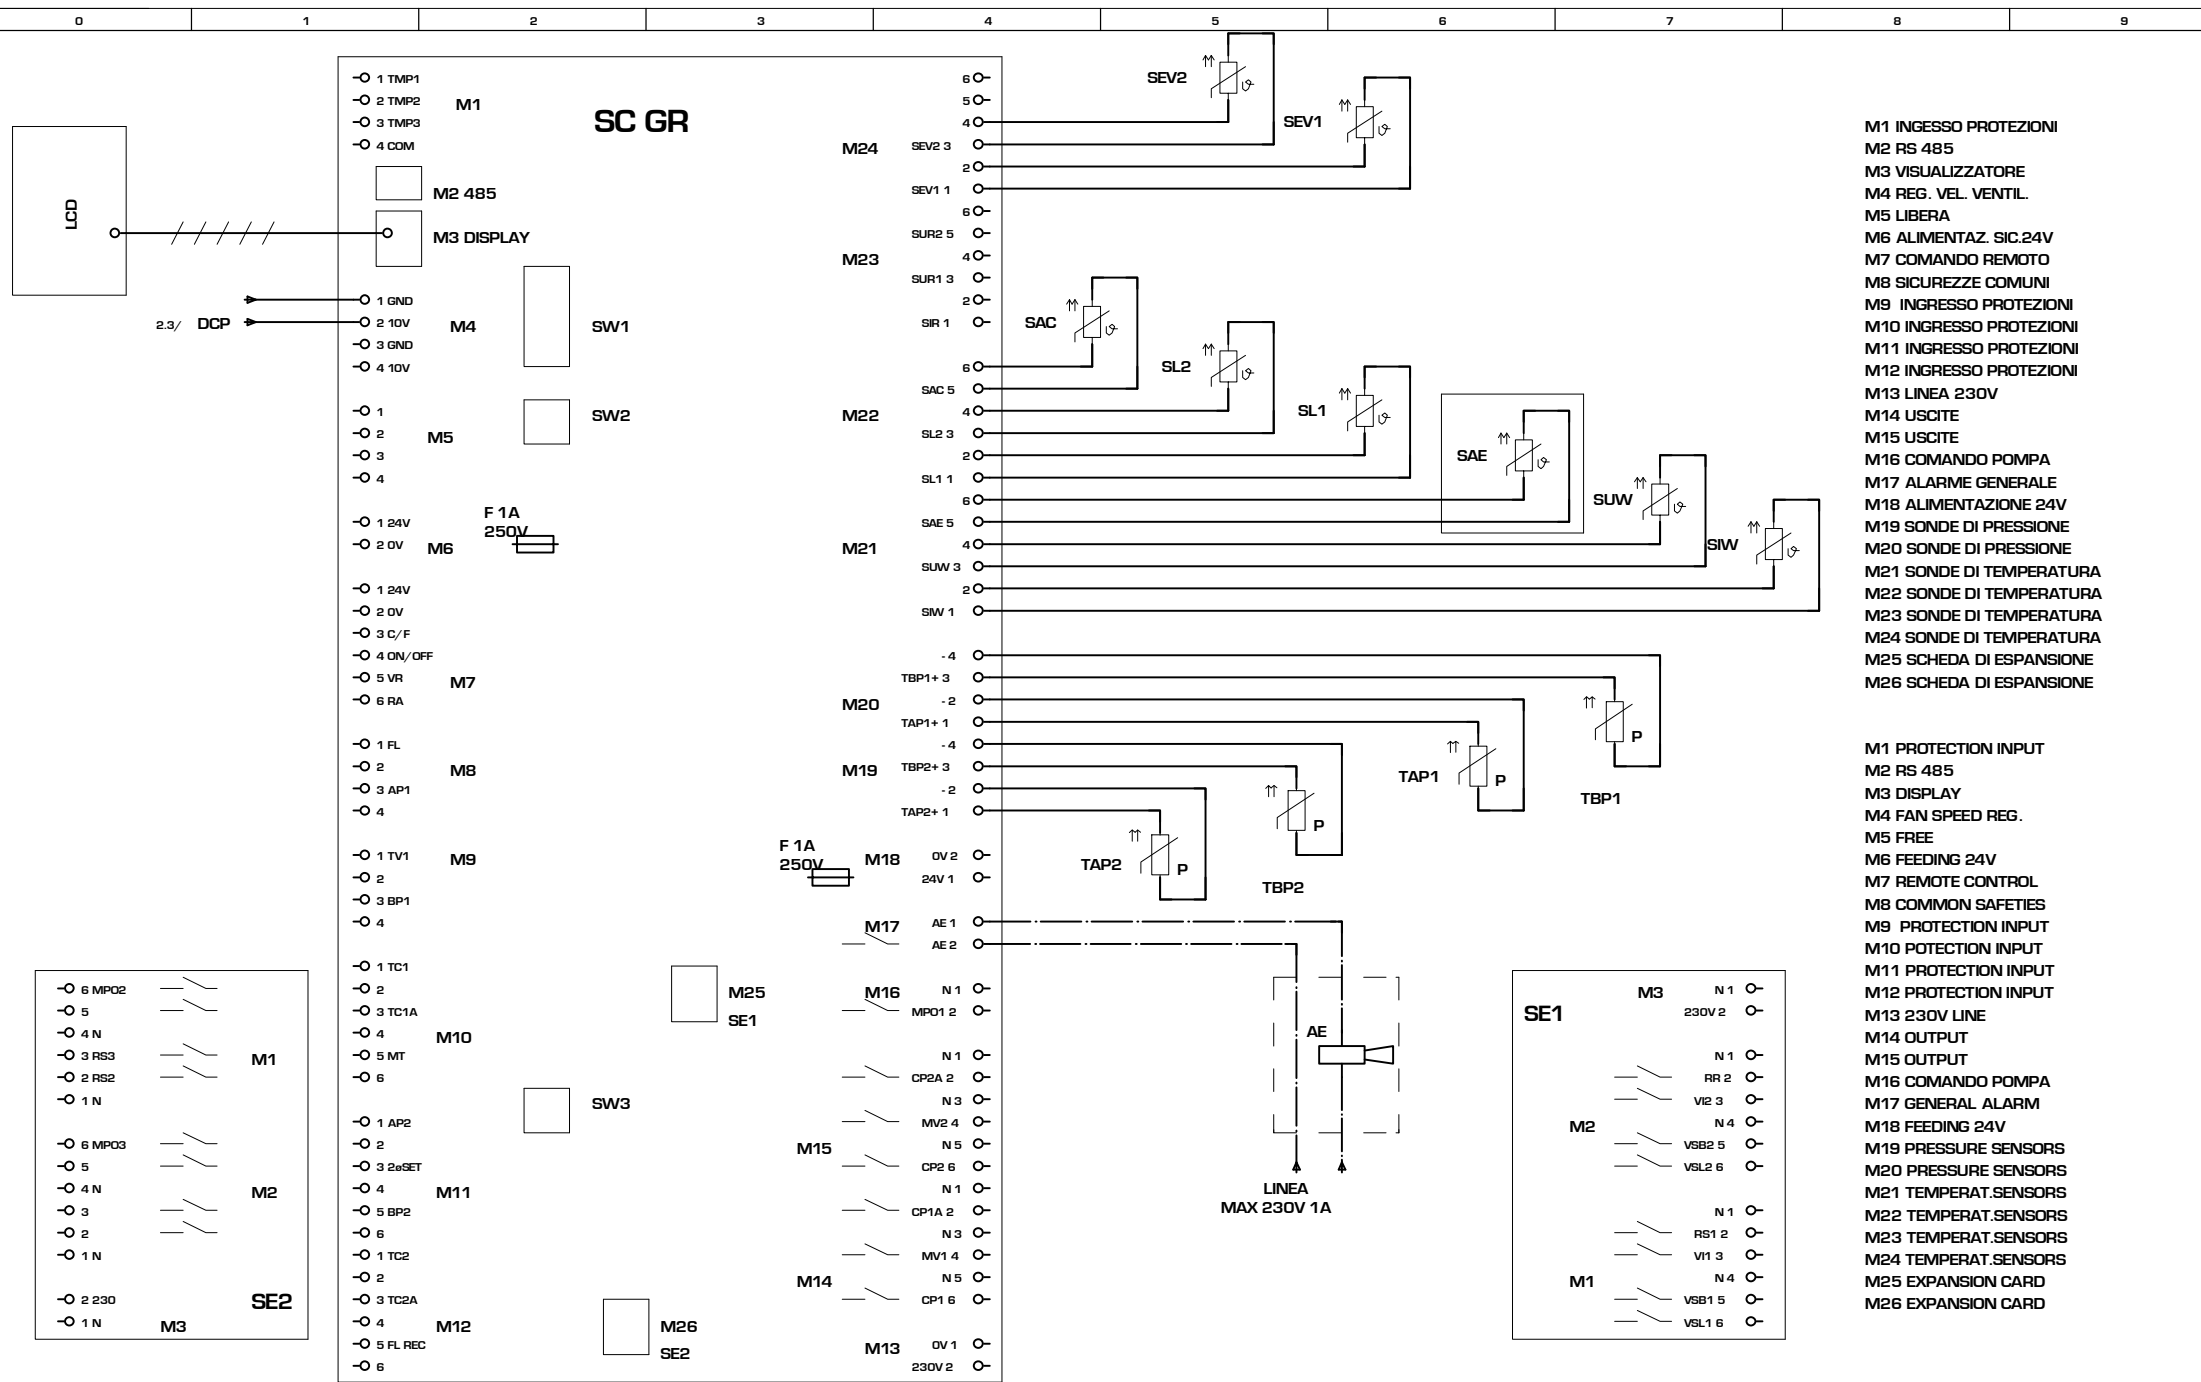 0 1 2 3 4 5 6 7 8 9
LCD
2.3/ DCP
SC GR
1 TMP1
2 TMP2
3 TMP3
4 COM
M1
M2 485
M3 DISPLAY
1 GND
2 10V
3 GND
4 10V
M4
SW1
1
2
3
4
M5
SW2
1 24V
2 0V
M6
F 1A
250V
1 24V
2 0V
3 C/F
4 ON/OFF
5 VR
6 RA
M7
1 FL
2
3 AP1
4
M8
1 TV1
2
3 BP1
4
M9
1 TC1
2
3 TC1A
4
5 MT
6
M10
1 AP2
2
3 2øSET
4
5 BP2
6
M11
1 TC2
2
3 TC2A
4
5 FL REC
6
M12
M25
SE1
SW3
M26
SE2
F 1A
250V
6
5
4
SEV2 3
2
SEV1 1
M24
6
SUR2 5
4
SUR1 3
2
SIR 1
M23
6
SAC 5
4
SL2 3
2
SL1 1
M22
6
SAE 5
4
SUW 3
2
SIW 1
M21
- 4
TBP1+ 3
- 2
TAP1+ 1
M20
- 4
TBP2+ 3
- 2
TAP2+ 1
M19
0V 2
24V 1
M18
AE 1
AE 2
M17
N 1
MPO1 2
M16
N 1
CP2A 2
N 3
MV2 4
N 5
CP2 6
M15
N 1
CP1A 2
N 3
MV1 4
N 5
CP1 6
M14
0V 1
230V 2
M13
SEV2
SEV1
SAC
SL2
SL1
SAE
SUW
SIW
TAP2
P
TBP2
P
TAP1
P
TBP1
P
AE
LINEA
MAX 230V 1A
6 MPO2
5
4 N
3 RS3
2 RS2
1 N
M1
6 MPO3
5
4 N
3
2
1 N
M2
2 230
1 N
M3
SE2
SE1
M3
N 1
230V 2
M2
N 1
RR 2
VI2 3
N 4
VSB2 5
VSL2 6
M1
N 1
RS1 2
VI1 3
N 4
VSB1 5
VSL1 6
M1 INGESSO PROTEZIONI
M2 RS 485
M3 VISUALIZZATORE
M4 REG. VEL. VENTIL.
M5 LIBERA
M6 ALIMENTAZ. SIC.24V
M7 COMANDO REMOTO
M8 SICUREZZE COMUNI
M9 INGRESSO PROTEZIONI
M10 INGRESSO PROTEZIONI
M11 INGRESSO PROTEZIONI
M12 INGRESSO PROTEZIONI
M13 LINEA 230V
M14 USCITE
M15 USCITE
M16 COMANDO POMPA
M17 ALARME GENERALE
M18 ALIMENTAZIONE 24V
M19 SONDE DI PRESSIONE
M20 SONDE DI PRESSIONE
M21 SONDE DI TEMPERATURA
M22 SONDE DI TEMPERATURA
M23 SONDE DI TEMPERATURA
M24 SONDE DI TEMPERATURA
M25 SCHEDA DI ESPANSIONE
M26 SCHEDA DI ESPANSIONE
M1 PROTECTION INPUT
M2 RS 485
M3 DISPLAY
M4 FAN SPEED REG.
M5 FREE
M6 FEEDING 24V
M7 REMOTE CONTROL
M8 COMMON SAFETIES
M9 PROTECTION INPUT
M10 POTECTION INPUT
M11 PROTECTION INPUT
M12 PROTECTION INPUT
M13 230V LINE
M14 OUTPUT
M15 OUTPUT
M16 COMANDO POMPA
M17 GENERAL ALARM
M18 FEEDING 24V
M19 PRESSURE SENSORS
M20 PRESSURE SENSORS
M21 TEMPERAT.SENSORS
M22 TEMPERAT.SENSORS
M23 TEMPERAT.SENSORS
M24 TEMPERAT.SENSORS
M25 EXPANSION CARD
M26 EXPANSION CARD